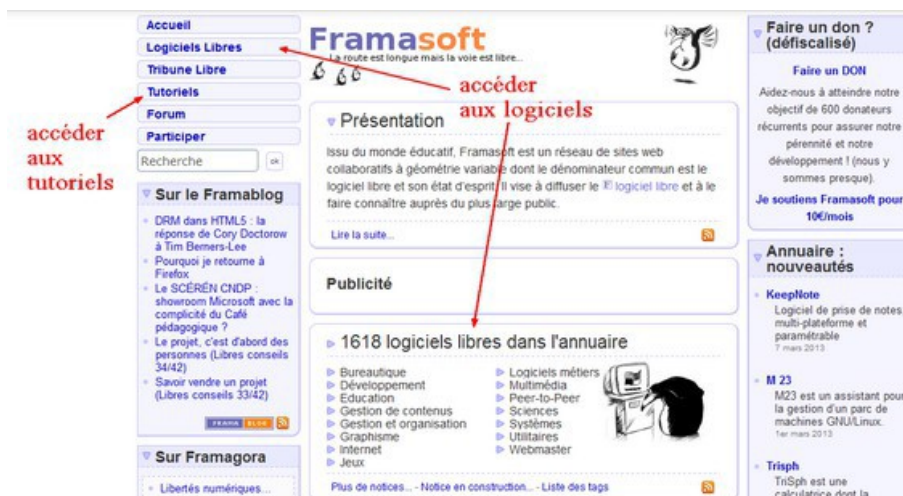 Accueil
Logiciels Libres
Tribune Libre
Tutoriels
Forum
Participer
Recherche
ok
accéder
aux
tutoriels
Sur le Framablog
DRM dans HTML5 : la
réponse de Cory Doctorow
à Tim Berners-Lee
Pourquoi je retourne à
Firefox
Le SCÉRÉN CNDP :
showroom Microsoft avec la
complicité du Café
pédagogique ?
Le projet, c'est d'abord des
personnes (Libres conseils
34/42)
Savoir vendre un projet
(Libres conseils 33/42)
FRAMA BLOG
Sur Framagora
Libertés numériques...
Framasoft
La route est longue mais la voie est libre...
accéder
aux logiciels
Présentation
Issu du monde éducatif, Framasoft est un réseau de sites web
collaboratifs à géométrie variable dont le dénominateur commun est le
logiciel libre et son état d'esprit. Il vise à diffuser le logiciel libre et à le
faire connaître auprès du plus large public.
Lire la suite...
Publicité
1618 logiciels libres dans l'annuaire
Bureautique
Développement
Education
Gestion de contenus
Gestion et organisation
Graphisme
Internet
Jeux
Logiciels métiers
Multimédia
Peer-to-Peer
Sciences
Systèmes
Utilitaires
Webmaster
Plus de notices... - Notice en construction... - Liste des tags
Faire un don ?
(défiscalisé)
Faire un DON
Aidez-nous à atteindre notre
objectif de 600 donateurs
récurrents pour assurer notre
pérennité et notre
développement ! (nous y
sommes presque).
Je soutiens Framasoft pour
10€/mois
Annuaire :
nouveautés
KeepNote
Logiciel de prise de notes
multi-plateforme et
paramétrable
7 mars 2013
M 23
M23 est un assistant pour
la gestion d'un parc de
machines GNU/Linux.
1er mars 2013
Trisph
TriSph est une
calculatrice dont la